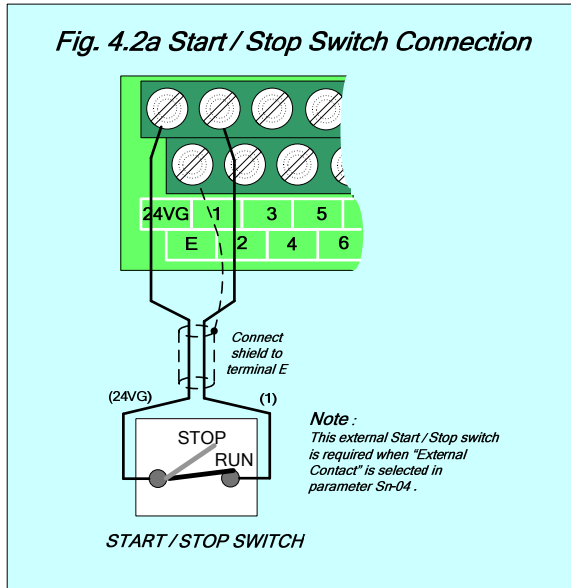 Fig. 4.2a Start / Stop Switch Connection
24VG 1 3 5
E 2 4 6
Connect
shield to
terminal E
(24VG)
(1)
STOP
RUN
Note :
This external Start / Stop switch
is required when “External
Contact” is selected in
parameter Sn-04 .
START / STOP SWITCH